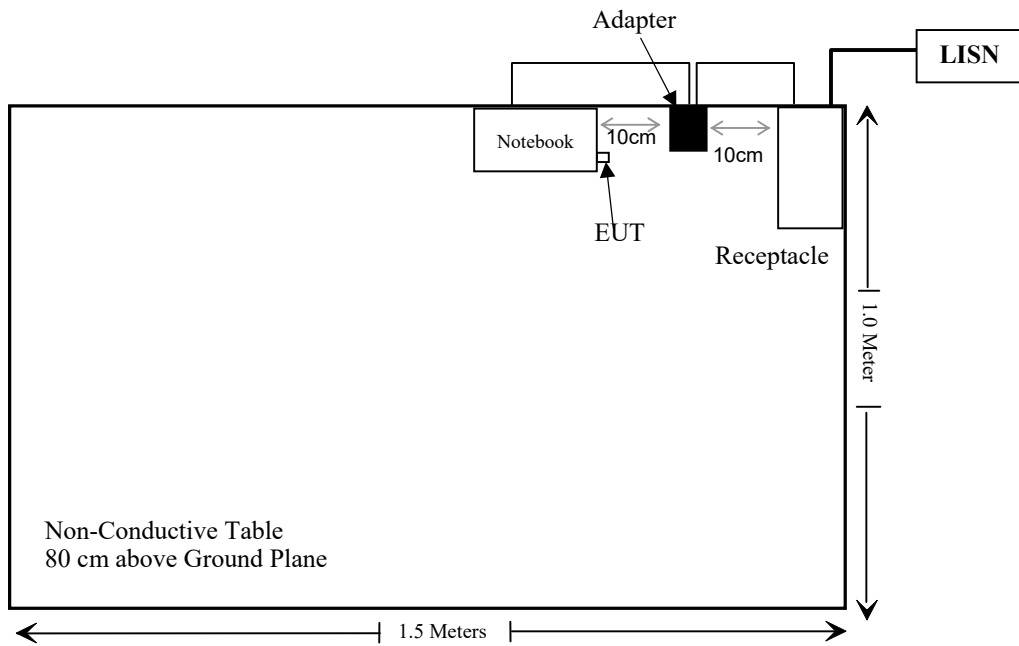 Adapter
LISN
Notebook
10cm
10cm
EUT
Receptacle
1.0 Meter
Non-Conductive Table
80 cm above Ground Plane
1.5 Meters